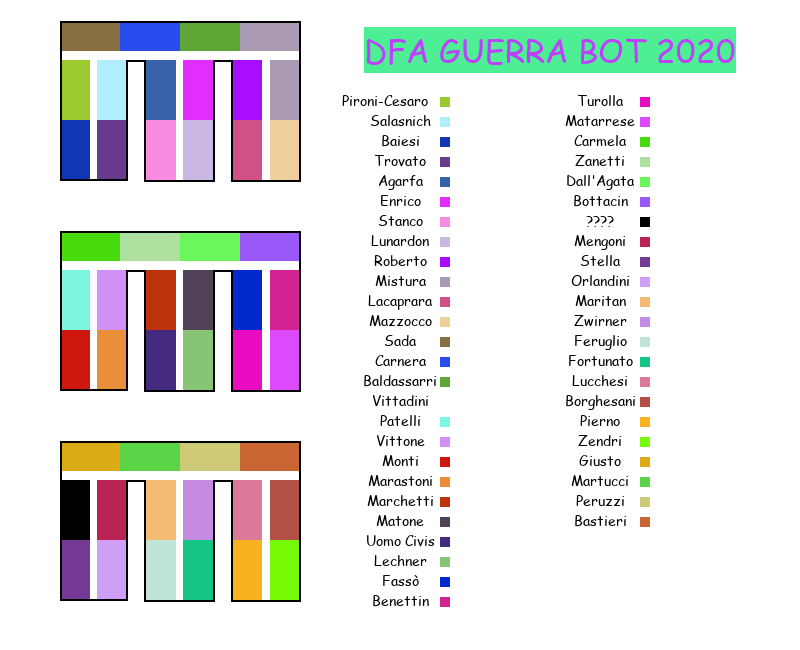 DFA GUERRA BOT 2020
Pironi-Cesaro
Salasnich
Baiesi
Trovato
Agarfa
Enrico
Stanco
Lunardon
Roberto
Mistura
Lacaprara
Mazzocco
Sada
Carnera
Baldassarri
Vittadini
Patelli
Vittone
Monti
Marastoni
Marchetti
Matone
Uomo Civis
Lechner
Fassò
Benettin
Turolla
Matarrese
Carmela
Zanetti
Dall'Agata
Bottacin
????
Mengoni
Stella
Orlandini
Maritan
Zwirner
Feruglio
Fortunato
Lucchesi
Borghesani
Pierno
Zendri
Giusto
Martucci
Peruzzi
Bastieri